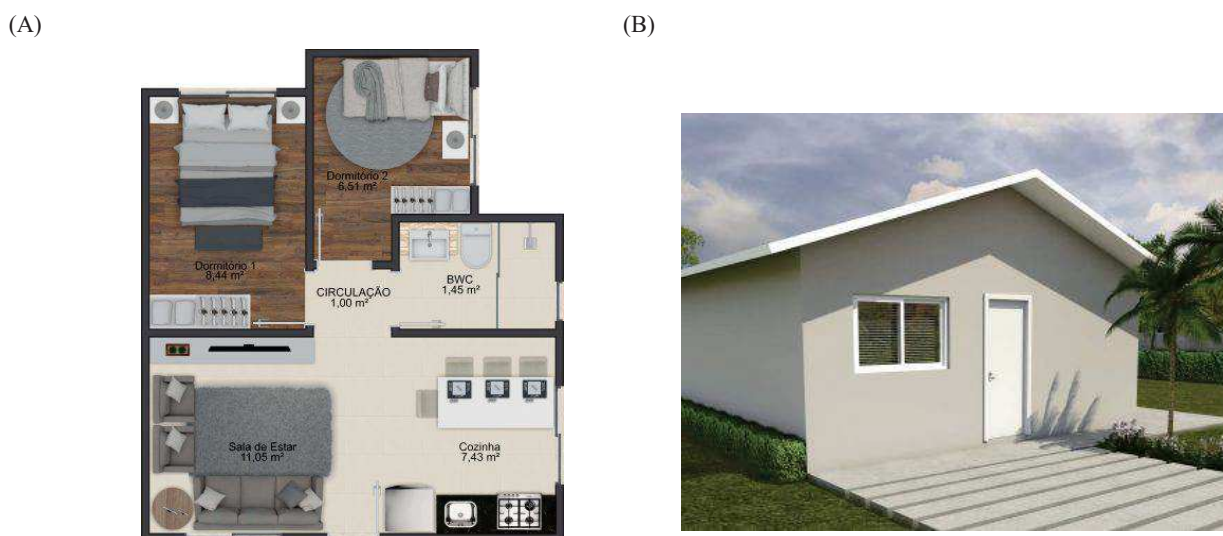 (A)
(B)
Dormitório 2
6,51 m²
Dormitório 1
8,44 m²
CIRCULAÇÃO
1,00 m²
BWC
1,45 m²
Sala de Estar
11,05 m²
Cozinha
7,43 m²